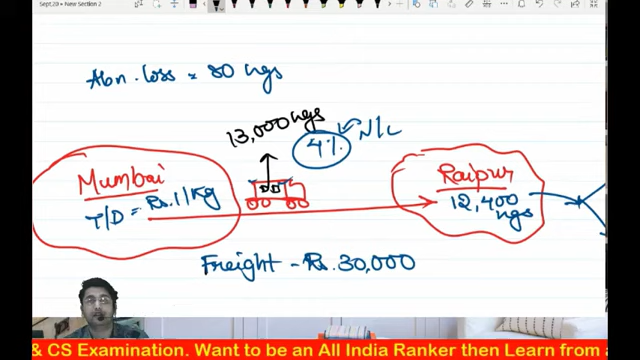 Sept.20 + New Section 2
Abn. loss = 80 kgs
13,000 kgs
4% N/L
Mumbai
T/D = Rs.1/Kg
Raipur
12,400
kgs
Freight - Rs. 30,000
& CS Examination. Want to be an All India Ranker then Learn from a